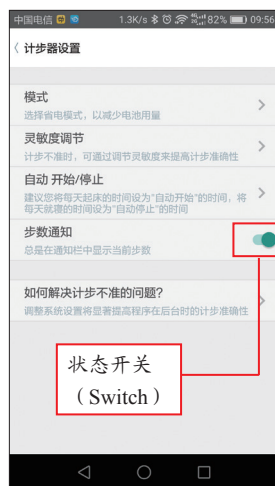 中国电信 1.3K/s 82% 09:56
计步器设置
模式
选择省电模式，以减少电池用量
灵敏度调节
计步不准时，可通过调节灵敏度来提高计步准确性
自动 开始/停止
建议您将每天起床的时间设为"自动开始"的时间，将
每天就寝的时间设为"自动停止"的时间
步数通知
总是在通知栏中显示当前步数
如何解决计步不准的问题?
调整系统设置将显著提高程序在后台时的计步准确性
状态开关
（Switch）